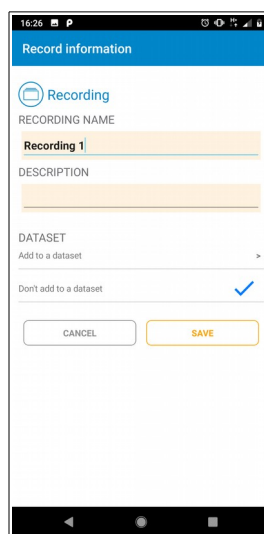 16:26
Record information
Recording
RECORDING NAME
Recording 1
DESCRIPTION
DATASET
Add to a dataset >
Don't add to a dataset
CANCEL SAVE